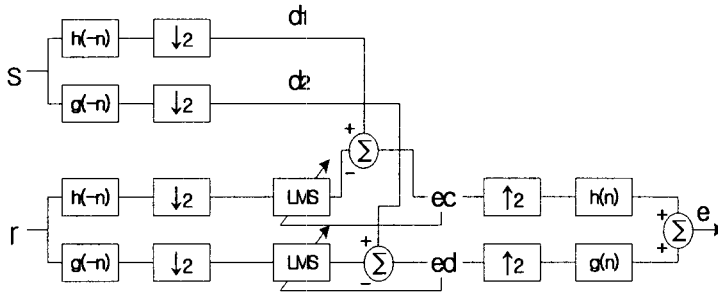 d1
h(-n) ↓2
S
d2
g(-n) ↓2
+
Σ
-
h(-n) ↓2 LMS ec ↑2 h(n)
r
+ e
Σ
+
+
g(-n) ↓2 LMS Σ ed ↑2 g(n)
-